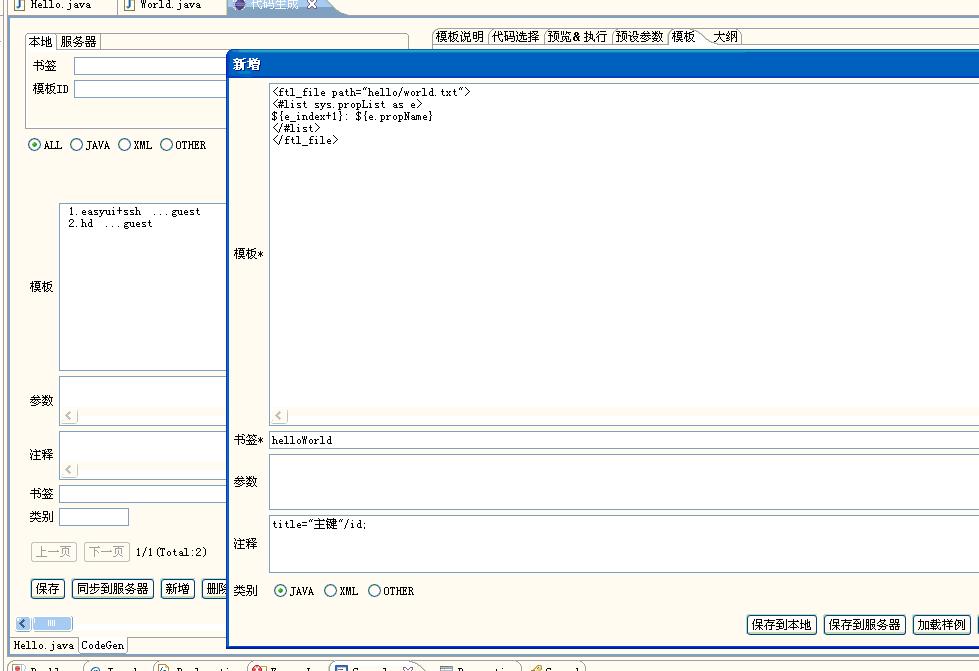 Hello.java World.java 代码生成
本地 服务器
书签
模板ID
ALL JAVA XML OTHER
模板
1.easyui+ssh ...guest
2.hd ...guest
参数
注释
书签
类别
上一页 下一页 1/1(Total:2)
保存 同步到服务器 新增 删除
Hello.java CodeGen
模板说明 代码选择 预览&执行 预设参数 模板 大纲
新增
模板*
<ftl_file path="hello/world.txt">
<#list sys.propList as e>
${e_index+1}: ${e.propName}
</#list>
</ftl_file>
书签* helloWorld
参数
注释 title="主键"/id;
类别 JAVA XML OTHER
保存到本地 保存到服务器 加载样例